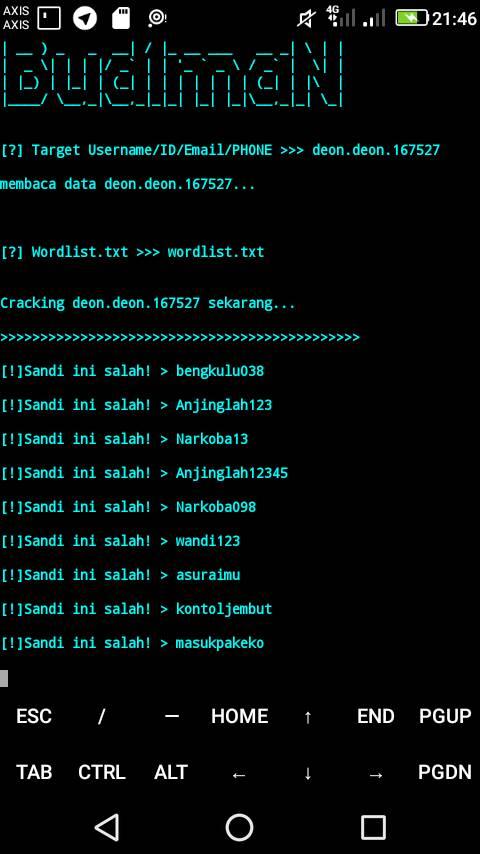 AXIS
AXIS
4G
22% 21:46
[?] Target Username/ID/Email/PHONE >>> deon.deon.167527
membaca data deon.deon.167527...
[?] Wordlist.txt >>> wordlist.txt
Cracking deon.deon.167527 sekarang...
>>>>>>>>>>>>>>>>>>>>>>>>>>>>>>>>>>>>>>>>>>>>>
[!]Sandi ini salah! > bengkulu038
[!]Sandi ini salah! > Anjinglah123
[!]Sandi ini salah! > Narkoba13
[!]Sandi ini salah! > Anjinglah12345
[!]Sandi ini salah! > Narkoba098
[!]Sandi ini salah! > wandi123
[!]Sandi ini salah! > asuraimu
[!]Sandi ini salah! > kontoljembut
[!]Sandi ini salah! > masukpakeko
ESC / — HOME ↑ END PGUP
TAB CTRL ALT ← ↓ → PGDN